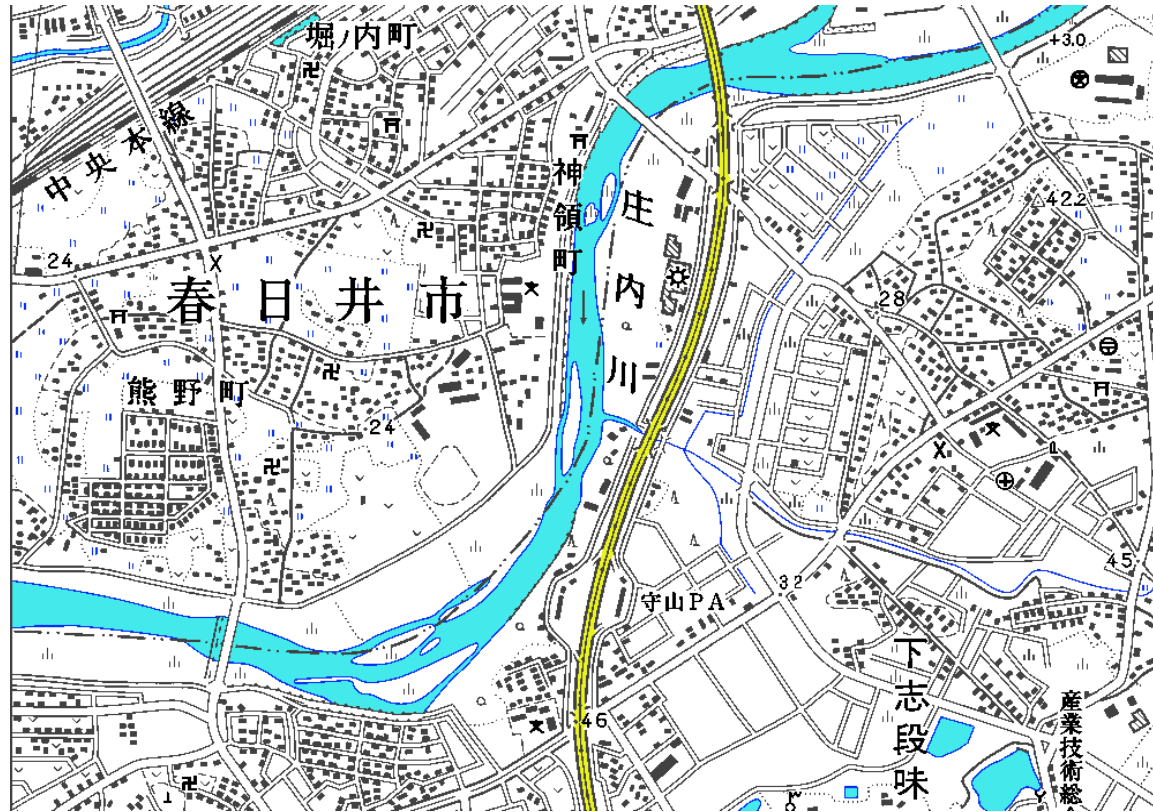 堀ノ内町
+3.0
中央本線
神領町
庄内川
42.2
24
春日井市
28
熊野町
24
45
32
守山PA
下志段味
46
産業技術総